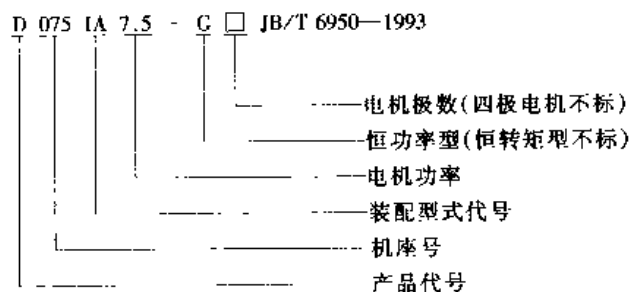 D 075 IA 7.5 - G □ JB/T 6950—1993
电机极数(四极电机不标)
恒功率型(恒转矩型不标)
电机功率
装配型式代号
机座号
产品代号